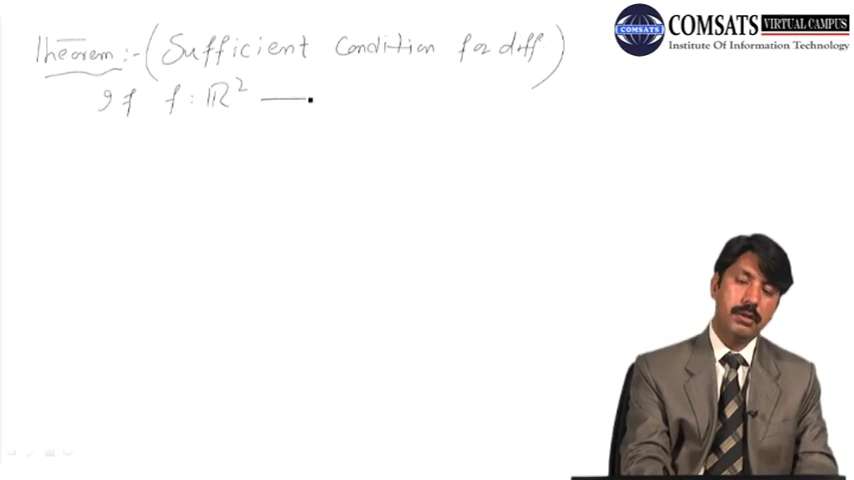 Theorem:- (Sufficient Condition for diff)
If f : ℝ² —
COMSATS VIRTUAL CAMPUS
Institute Of Information Technology
COMSATS